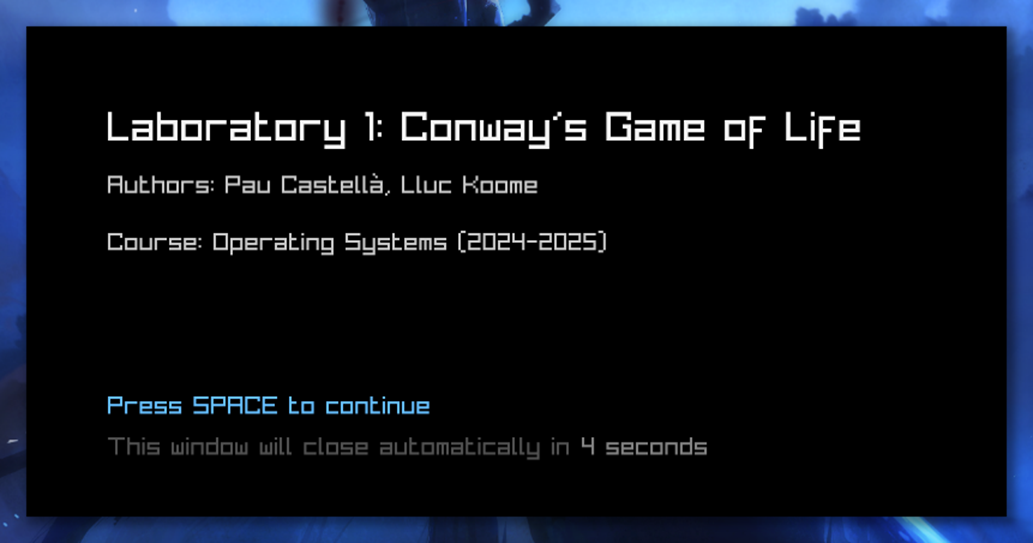 Laboratory 1: Conway's Game of Life
Authors: Pau Castellà, Lluc Koome
Course: Operating Systems (2024-2025)
Press SPACE to continue
This window will close automatically in 4 seconds